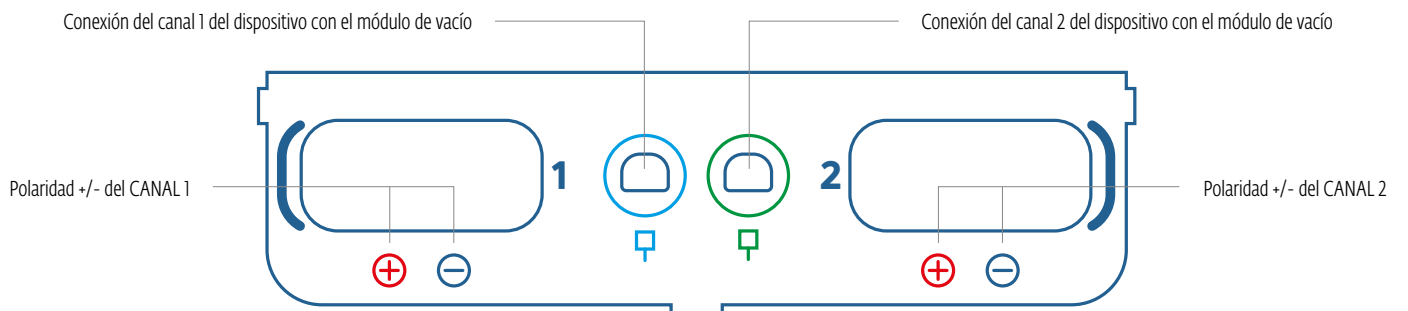 Conexión del canal 1 del dispositivo con el módulo de vacío
Conexión del canal 2 del dispositivo con el módulo de vacío
1
2
Polaridad +/- del CANAL 1
Polaridad +/- del CANAL 2
+ −
+ −